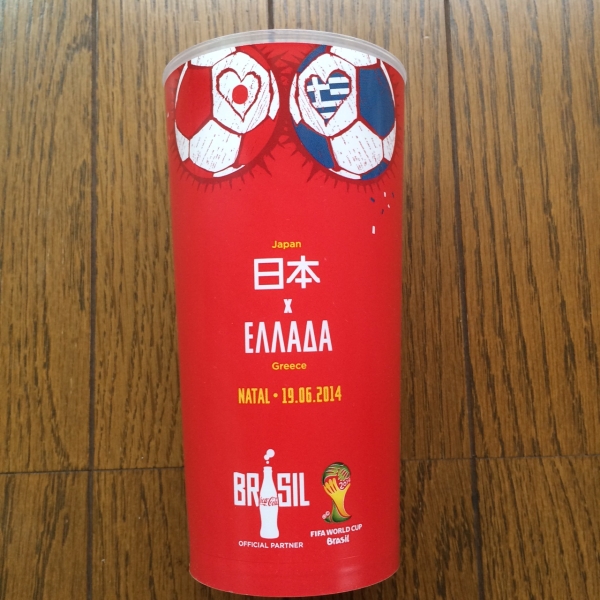 Japan
日本
x
ΕΛΛΑΔΑ
Greece
NATAL • 19.06.2014
BRASIL
Coca-Cola
OFFICIAL PARTNER
FIFA WORLD CUP
Brasil